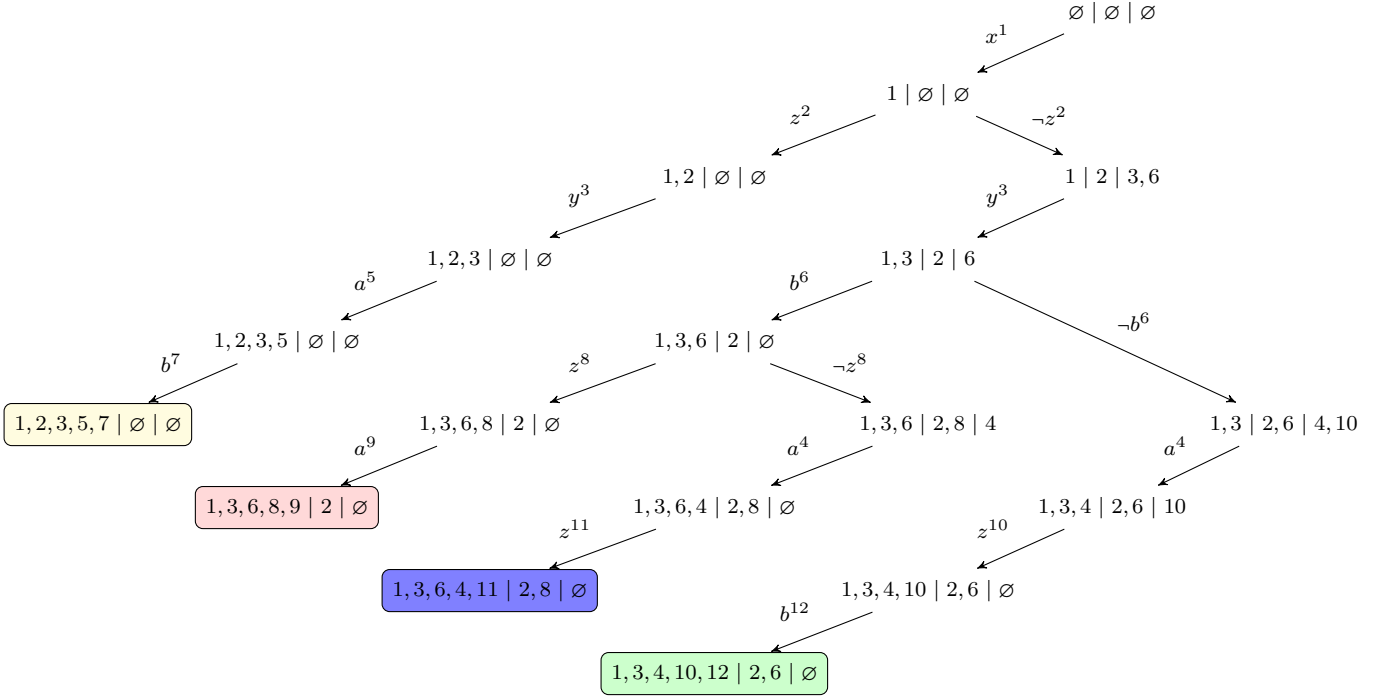 ∅ | ∅ | ∅
x¹
1 | ∅ | ∅
z² ¬z²
1, 2 | ∅ | ∅ 1 | 2 | 3, 6
y³ y³
1, 2, 3 | ∅ | ∅ 1, 3 | 2 | 6
a⁵ b⁶ ¬b⁶
1, 2, 3, 5 | ∅ | ∅ 1, 3, 6 | 2 | ∅
b⁷ z⁸ ¬z⁸
1, 2, 3, 5, 7 | ∅ | ∅ 1, 3, 6, 8 | 2 | ∅ 1, 3, 6 | 2, 8 | 4 1, 3 | 2, 6 | 4, 10
a⁹ a⁴ a⁴
1, 3, 6, 8, 9 | 2 | ∅ 1, 3, 6, 4 | 2, 8 | ∅ 1, 3, 4 | 2, 6 | 10
z¹¹ z¹⁰
1, 3, 6, 4, 11 | 2, 8 | ∅ 1, 3, 4, 10 | 2, 6 | ∅
b¹²
1, 3, 4, 10, 12 | 2, 6 | ∅